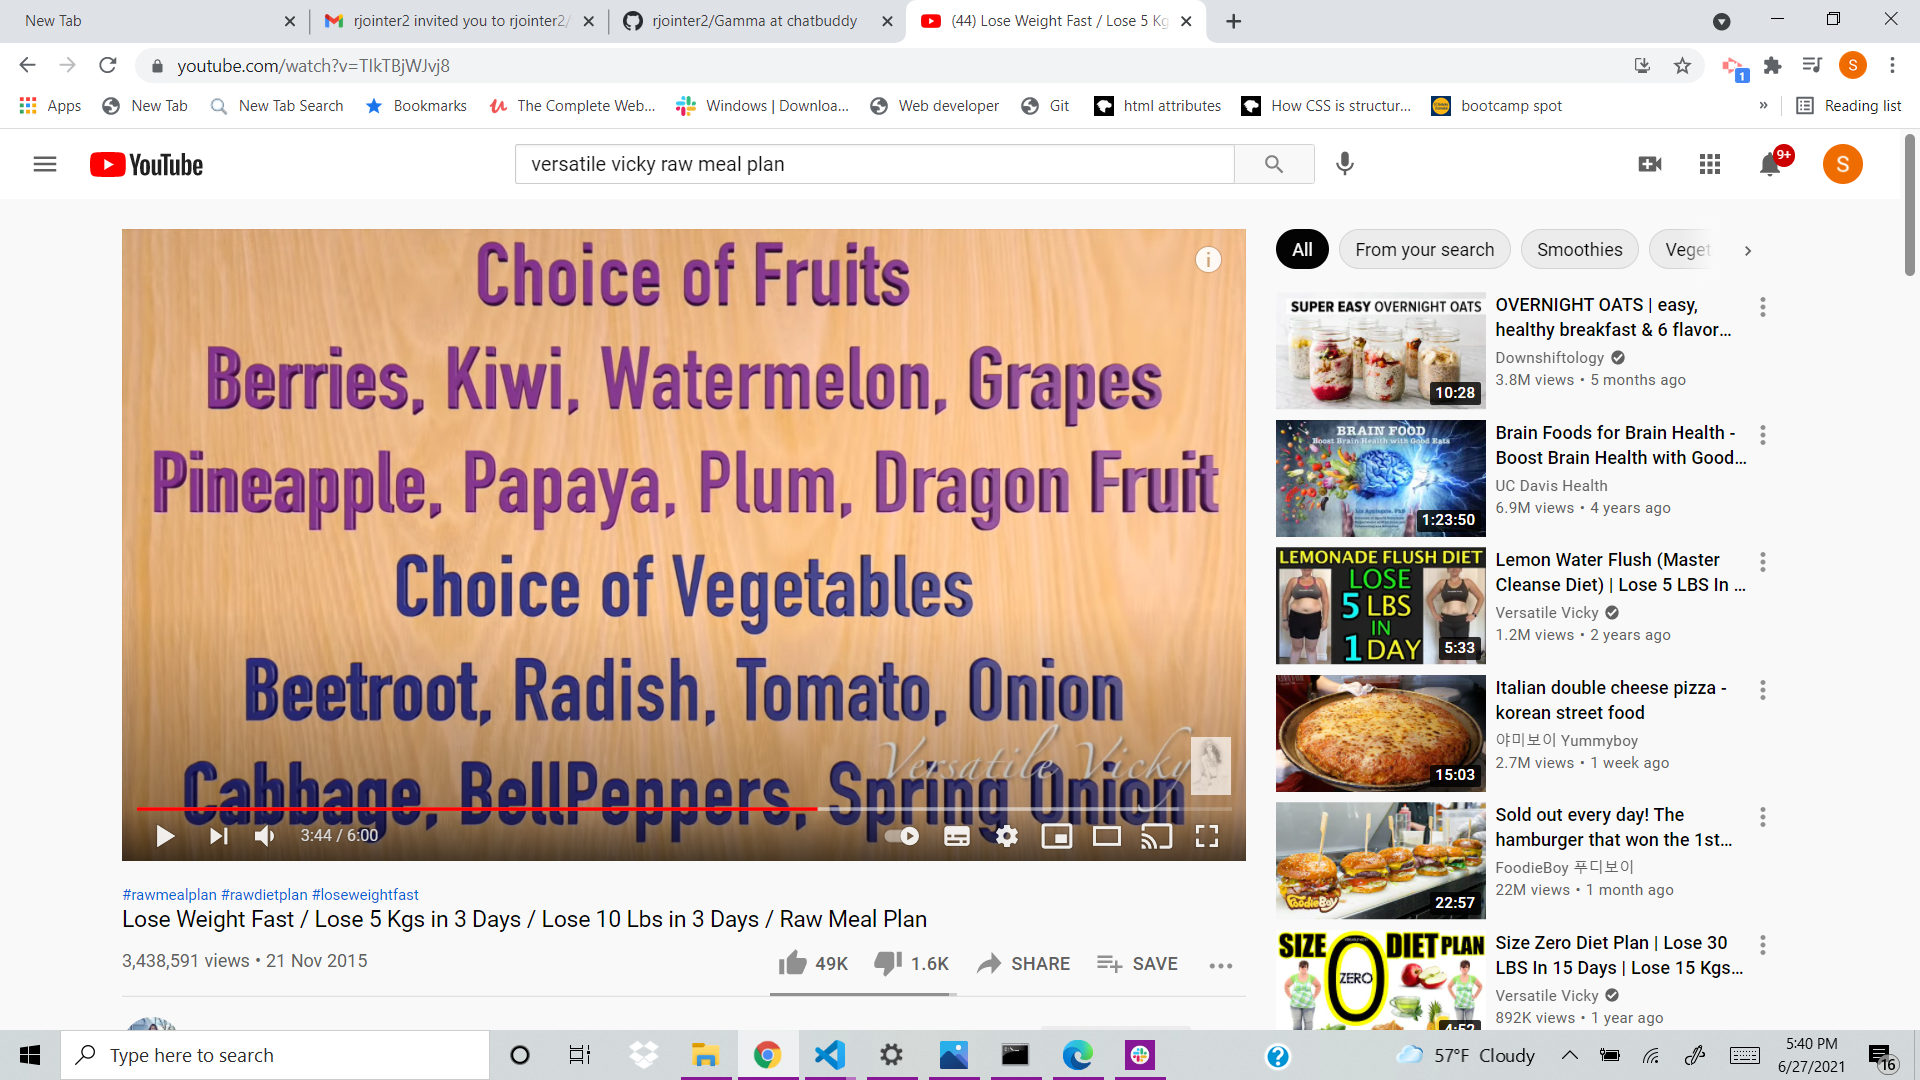 New Tab
rjointer2 invited you to rjointer2/
rjointer2/Gamma at chatbuddy
(44) Lose Weight Fast / Lose 5 Kg
youtube.com/watch?v=TIkTBjWJvj8
S
1
Apps
New Tab
New Tab Search
Bookmarks
The Complete Web...
Windows | Downloa...
Web developer
Git
html attributes
How CSS is structur...
bootcamp spot
»
Reading list
YouTube
versatile vicky raw meal plan
9+
S
Choice of Fruits
Berries, Kiwi, Watermelon, Grapes
Pineapple, Papaya, Plum, Dragon Fruit
Choice of Vegetables
Beetroot, Radish, Tomato, Onion
Versatile Vicky
Cabbage, BellPeppers, Spring Onion
3:44 / 6:00
#rawmealplan #rawdietplan #loseweightfast
Lose Weight Fast / Lose 5 Kgs in 3 Days / Lose 10 Lbs in 3 Days / Raw Meal Plan
3,438,591 views • 21 Nov 2015
49K
1.6K
SHARE
SAVE
All
From your search
Smoothies
Veget
SUPER EASY OVERNIGHT OATS
10:28
OVERNIGHT OATS | easy,
healthy breakfast & 6 flavor...
Downshiftology
3.8M views • 5 months ago
BRAIN FOOD
Boost Brain Health with Good Eats
1:23:50
Brain Foods for Brain Health -
Boost Brain Health with Good...
UC Davis Health
6.9M views • 4 years ago
LEMONADE FLUSH DIET
LOSE
5 LBS
IN
1 DAY
5:33
Lemon Water Flush (Master
Cleanse Diet) | Lose 5 LBS In ...
Versatile Vicky
1.2M views • 2 years ago
15:03
Italian double cheese pizza -
korean street food
야미보이 Yummyboy
2.7M views • 1 week ago
FoodieBoy
22:57
Sold out every day! The
hamburger that won the 1st...
FoodieBoy 푸디보이
22M views • 1 month ago
SIZE
0
ZERO
DIET PLAN
4:52
Size Zero Diet Plan | Lose 30
LBS In 15 Days | Lose 15 Kgs...
Versatile Vicky
892K views • 1 year ago
Type here to search
57°F Cloudy
5:40 PM
6/27/2021
16